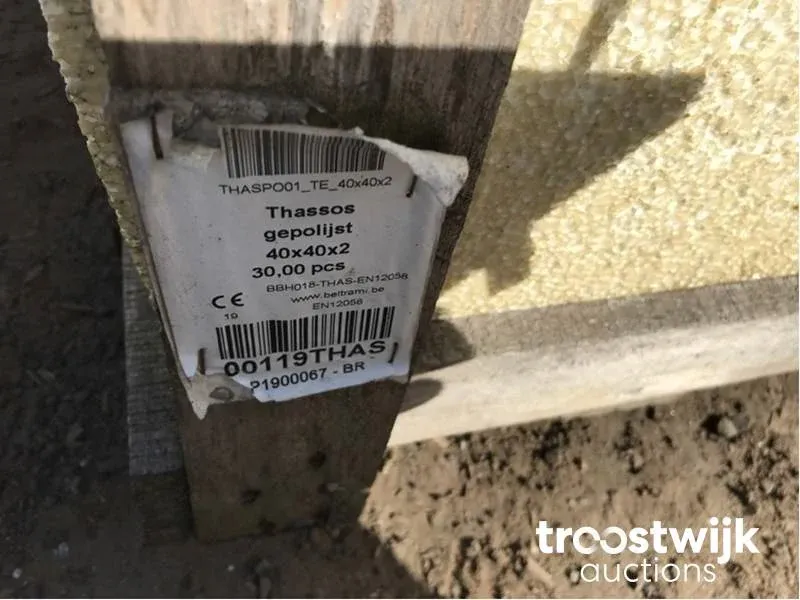 THASPO01_TE_40x40x2
Thassos
gepolijst
40x40x2
30,00 pcs
BBH018-THAS-EN12058
www.beltrami.be
CE
EN12058
19
00119THAS
P1900067 - BR
troostwijk
auctions